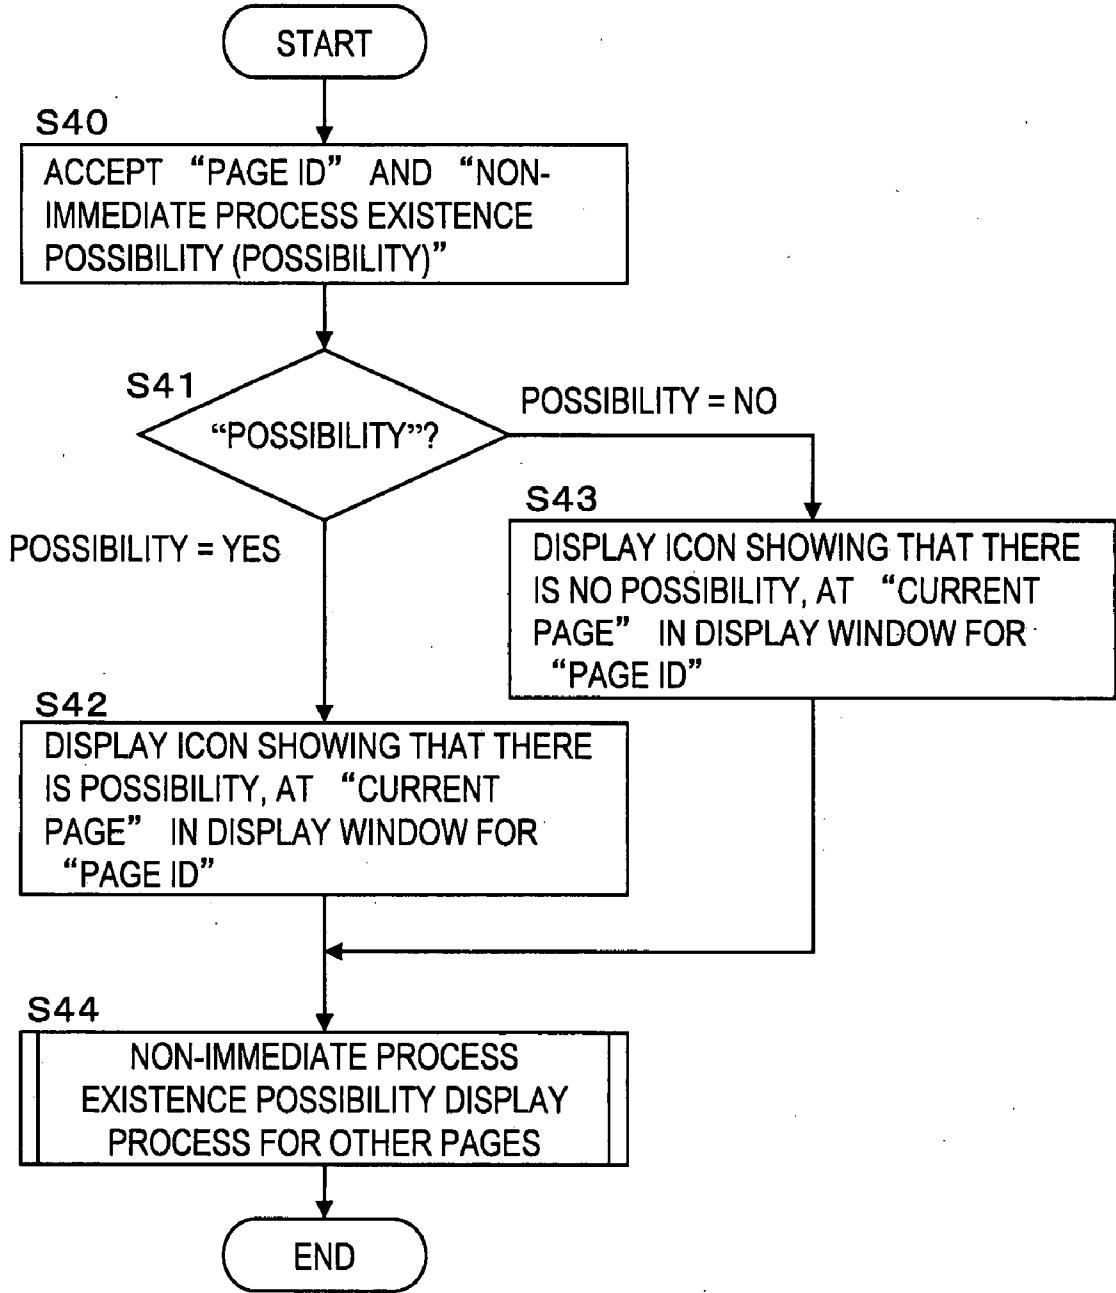 START
S40
ACCEPT “PAGE ID” AND “NON-
IMMEDIATE PROCESS EXISTENCE
POSSIBILITY (POSSIBILITY)”
S41
“POSSIBILITY”?
POSSIBILITY = NO
POSSIBILITY = YES
S43
DISPLAY ICON SHOWING THAT THERE
IS NO POSSIBILITY, AT “CURRENT
PAGE” IN DISPLAY WINDOW FOR
“PAGE ID”
S42
DISPLAY ICON SHOWING THAT THERE
IS POSSIBILITY, AT “CURRENT
PAGE” IN DISPLAY WINDOW FOR
“PAGE ID”
S44
NON-IMMEDIATE PROCESS
EXISTENCE POSSIBILITY DISPLAY
PROCESS FOR OTHER PAGES
END